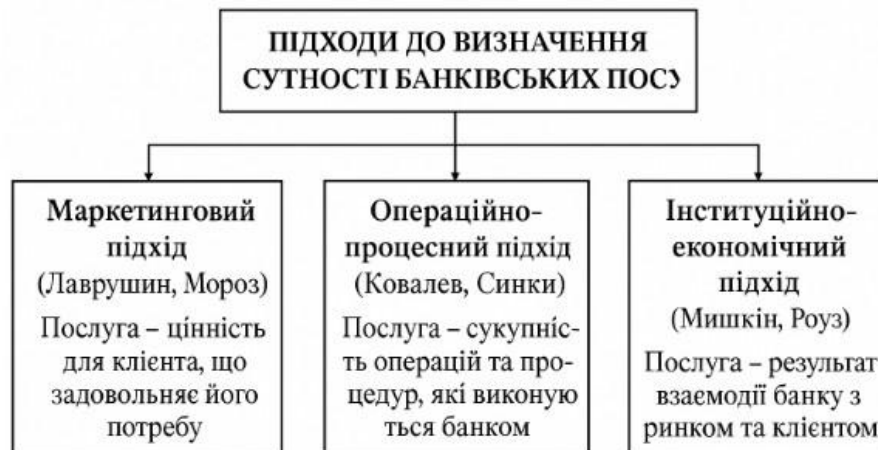 ПІДХОДИ ДО ВИЗНАЧЕННЯ
СУТНОСТІ БАНКІВСЬКИХ ПОСУ
Маркетинговий
підхід
(Лаврушин, Мороз)
Послуга – цінність
для клієнта, що
задовольняє його
потребу
Операційно-
процесний підхід
(Ковалев, Синки)
Послуга – сукупніс-
ть операцій та про-
цедур, які виконую
ться банком
Інституційно-
економічний
підхід
(Мишкін, Роуз)
Послуга – результат
взаємодії банку з
ринком та клієнтом